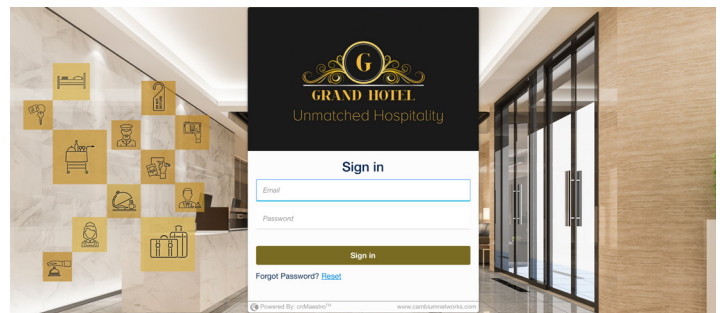 G
GRAND HOTEL
Unmatched Hospitality
Sign in
Email
Password
Sign in
Forgot Password? Reset
Powered By: cnMaestro™ www.cambiumnetworks.com